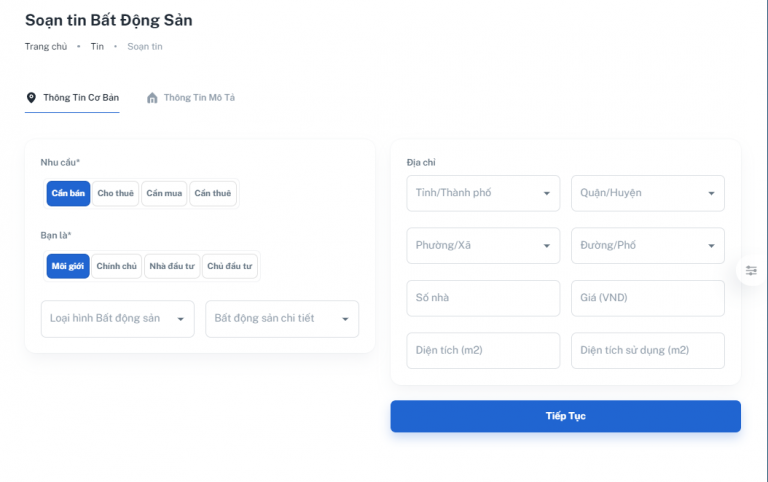 Soạn tin Bất Động Sản
Trang chủ • Tin • Soạn tin
Thông Tin Cơ Bản Thông Tin Mô Tả
Nhu cầu*
Cần bán Cho thuê Cần mua Cần thuê
Bạn là*
Môi giới Chính chủ Nhà đầu tư Chủ đầu tư
Loại hình Bất động sản Bất động sản chi tiết
Địa chỉ
Tỉnh/Thành phố Quận/Huyện
Phường/Xã Đường/Phố
Số nhà Giá (VND)
Diện tích (m2) Diện tích sử dụng (m2)
Tiếp Tục